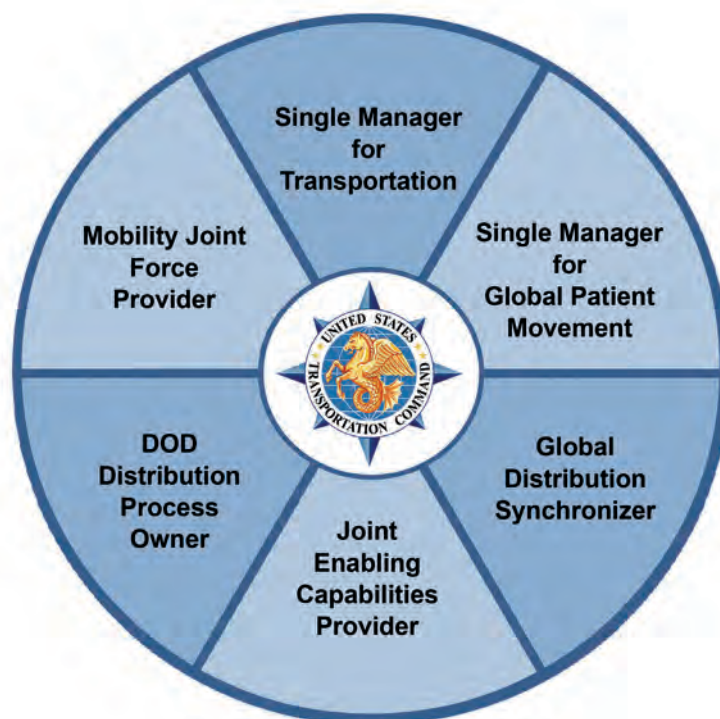 Single Manager
for
Transportation
Single Manager
for
Global Patient
Movement
Global
Distribution
Synchronizer
Joint
Enabling
Capabilities
Provider
DOD
Distribution
Process
Owner
Mobility Joint
Force
Provider
UNITED STATES
TRANSPORTATION COMMAND